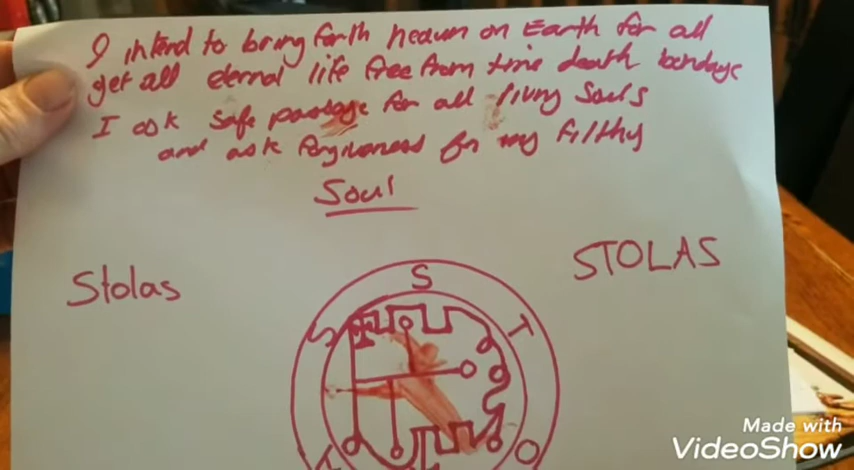 I intend to bring forth heaven on Earth for all
get all eternal life free from time death bondage
I ask safe passage for all living souls
and ask forgiveness for my filthy
Soul
Stolas
STOLAS
S
S T
O
Made with
VideoShow